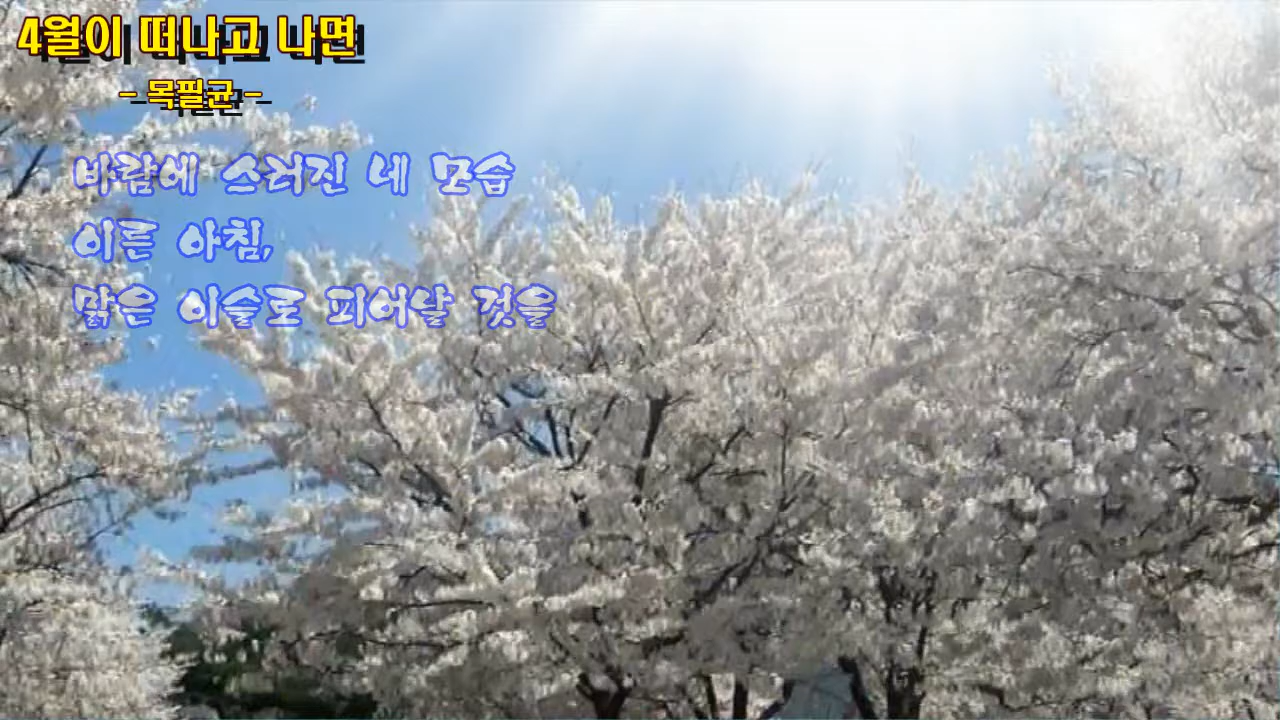 4월이 떠나고 나면
- 목필균 -
바람에 스러진 네 모습
이른 아침,
맑은 이슬로 피어날 것을